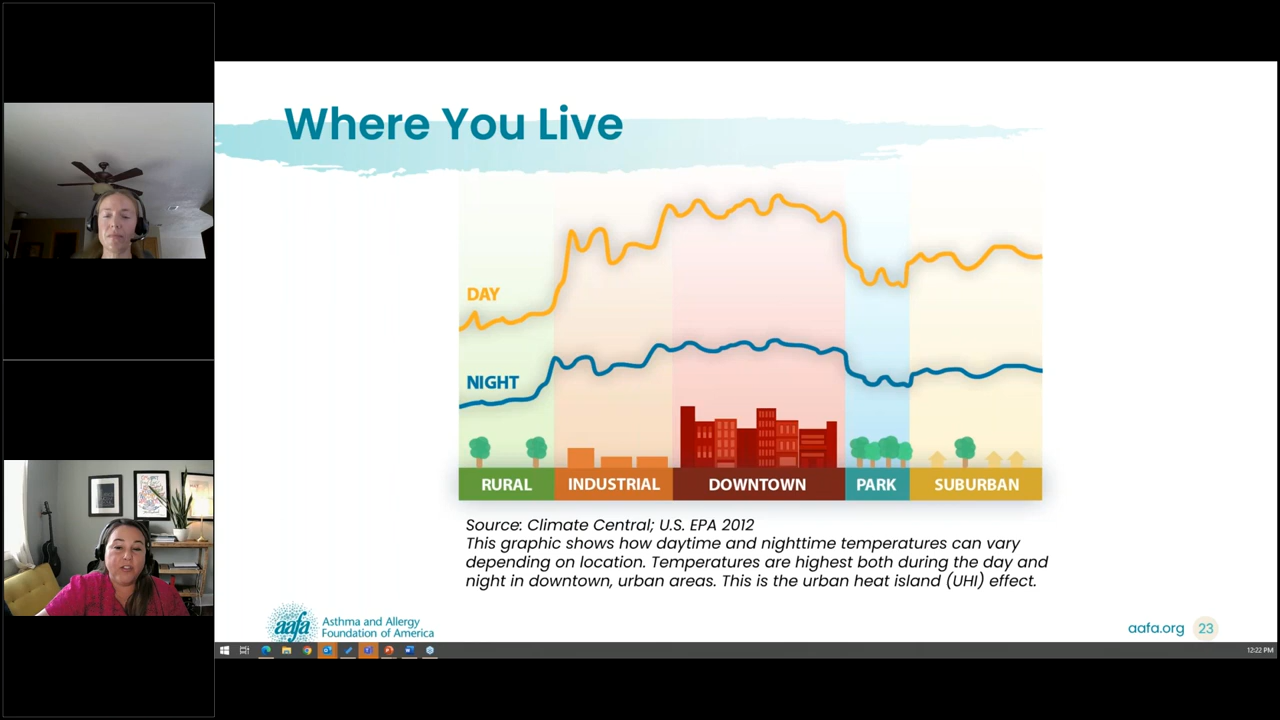 Where You Live
DAY
NIGHT
RURAL
INDUSTRIAL
DOWNTOWN
PARK
SUBURBAN
Source: Climate Central; U.S. EPA 2012
This graphic shows how daytime and nighttime temperatures can vary
depending on location. Temperatures are highest both during the day and
night in downtown, urban areas. This is the urban heat island (UHI) effect.
aafa
Asthma and Allergy
Foundation of America
aafa.org 23
12:22 PM